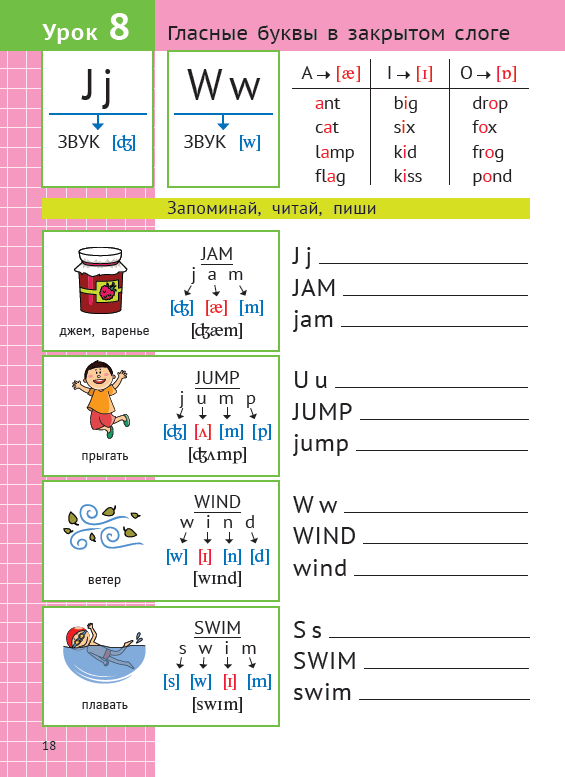 Урок 8
Гласные буквы в закрытом слоге
J j
ЗВУК [ʤ]
W w
ЗВУК [w]
A → [æ] I → [ɪ] O → [ɒ]
ant big drop
cat six fox
lamp kid frog
flag kiss pond
Запоминай, читай, пиши
джем, варенье
JAM
j a m
[ʤ] [æ] [m]
[ʤæm]
J j
JAM
jam
прыгать
JUMP
j u m p
[ʤ] [ʌ] [m] [p]
[ʤʌmp]
U u
JUMP
jump
ветер
WIND
w i n d
[w] [ɪ] [n] [d]
[wɪnd]
W w
WIND
wind
плавать
SWIM
s w i m
[s] [w] [ɪ] [m]
[swɪm]
S s
SWIM
swim
18